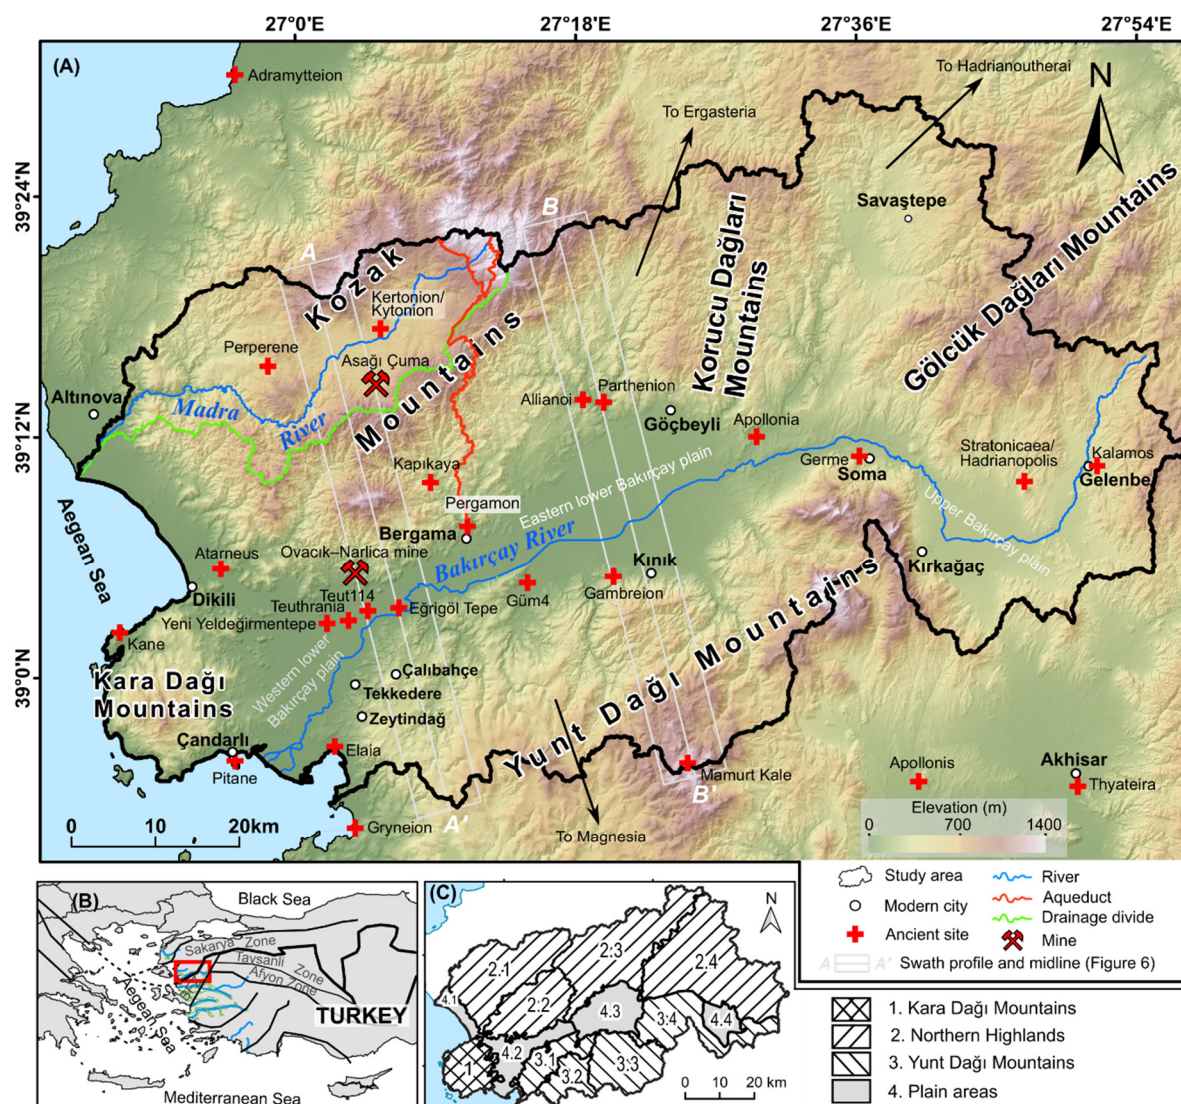 27°0'E
27°18'E
27°36'E
27°54'E
(A)
Adramytteion
To Ergasteria
To Hadrianoutherai
N
39°24'N
39°12'N
39°0'N
Savaştepe
B
A
Kozak
Mountains
Korucu Dağları
Mountains
Gölcük Dağları Mountains
Kertonion/
Kytonion
Perperene
Asağı Çuma
Altınova
Madra
River
Allianoi
Parthenion
Göçbeyli
Apollonia
Kapıkaya
Germe
Soma
Stratonicaea/
Hadrianopolis
Kalamos
Gelenbe
Pergamon
Bergama
Eastern lower Bakırçay plain
Upper Bakırçay plain
Aegean Sea
Ovacık–Narlica mine
Bakırçay River
Atarneus
Dikili
Teut114
Teuthrania
Yeni Yeldeğirmentepe
Eğrigöl Tepe
Güm4
Kınık
Gambreion
Kırkağaç
Kane
Western lower
Bakırçay plain
Çalıbahçe
Tekkedere
Zeytindağ
Kara Dağı
Mountains
Yunt Dağı Mountains
Çandarlı
Pitane
Elaia
Mamurt Kale
B'
A'
Apollonis
Akhisar
Thyateira
0 10 20km
Gryneion
To Magnesia
Elevation (m)
0 700 1400
Study area
River
Modern city
Aqueduct
Drainage divide
Ancient site
Mine
A A' Swath profile and midline (Figure 6)
(B)
Black Sea
Sakarya Zone
Tavsanli Zone
Afyon Zone
Aegean Sea
TURKEY
Mediterranean Sea
(C)
N
2.1
2.3
2.4
2.2
4.1
4.3
4.2
3.4
4.4
1
3.1
3.2
3.3
0 10 20 km
1. Kara Dağı Mountains
2. Northern Highlands
3. Yunt Dağı Mountains
4. Plain areas